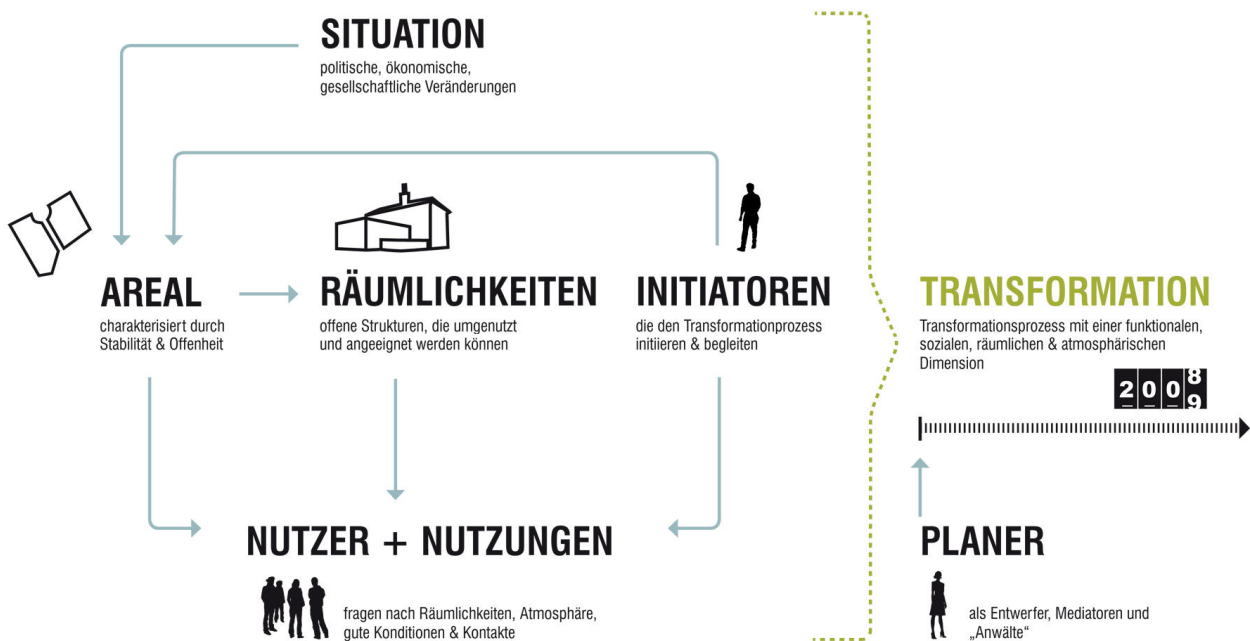 SITUATION
politische, ökonomische,
gesellschaftliche Veränderungen
AREAL
charakterisiert durch
Stabilität & Offenheit
RÄUMLICHKEITEN
offene Strukturen, die umgenutzt
und angeeignet werden können
INITIATOREN
die den Transformationprozess
initiieren & begleiten
TRANSFORMATION
Transformationsprozess mit einer funktionalen,
sozialen, räumlichen & atmosphärischen
Dimension
2008
9
NUTZER + NUTZUNGEN
fragen nach Räumlichkeiten, Atmosphäre,
gute Konditionen & Kontakte
PLANER
als Entwerfer, Mediatoren und
„Anwälte“